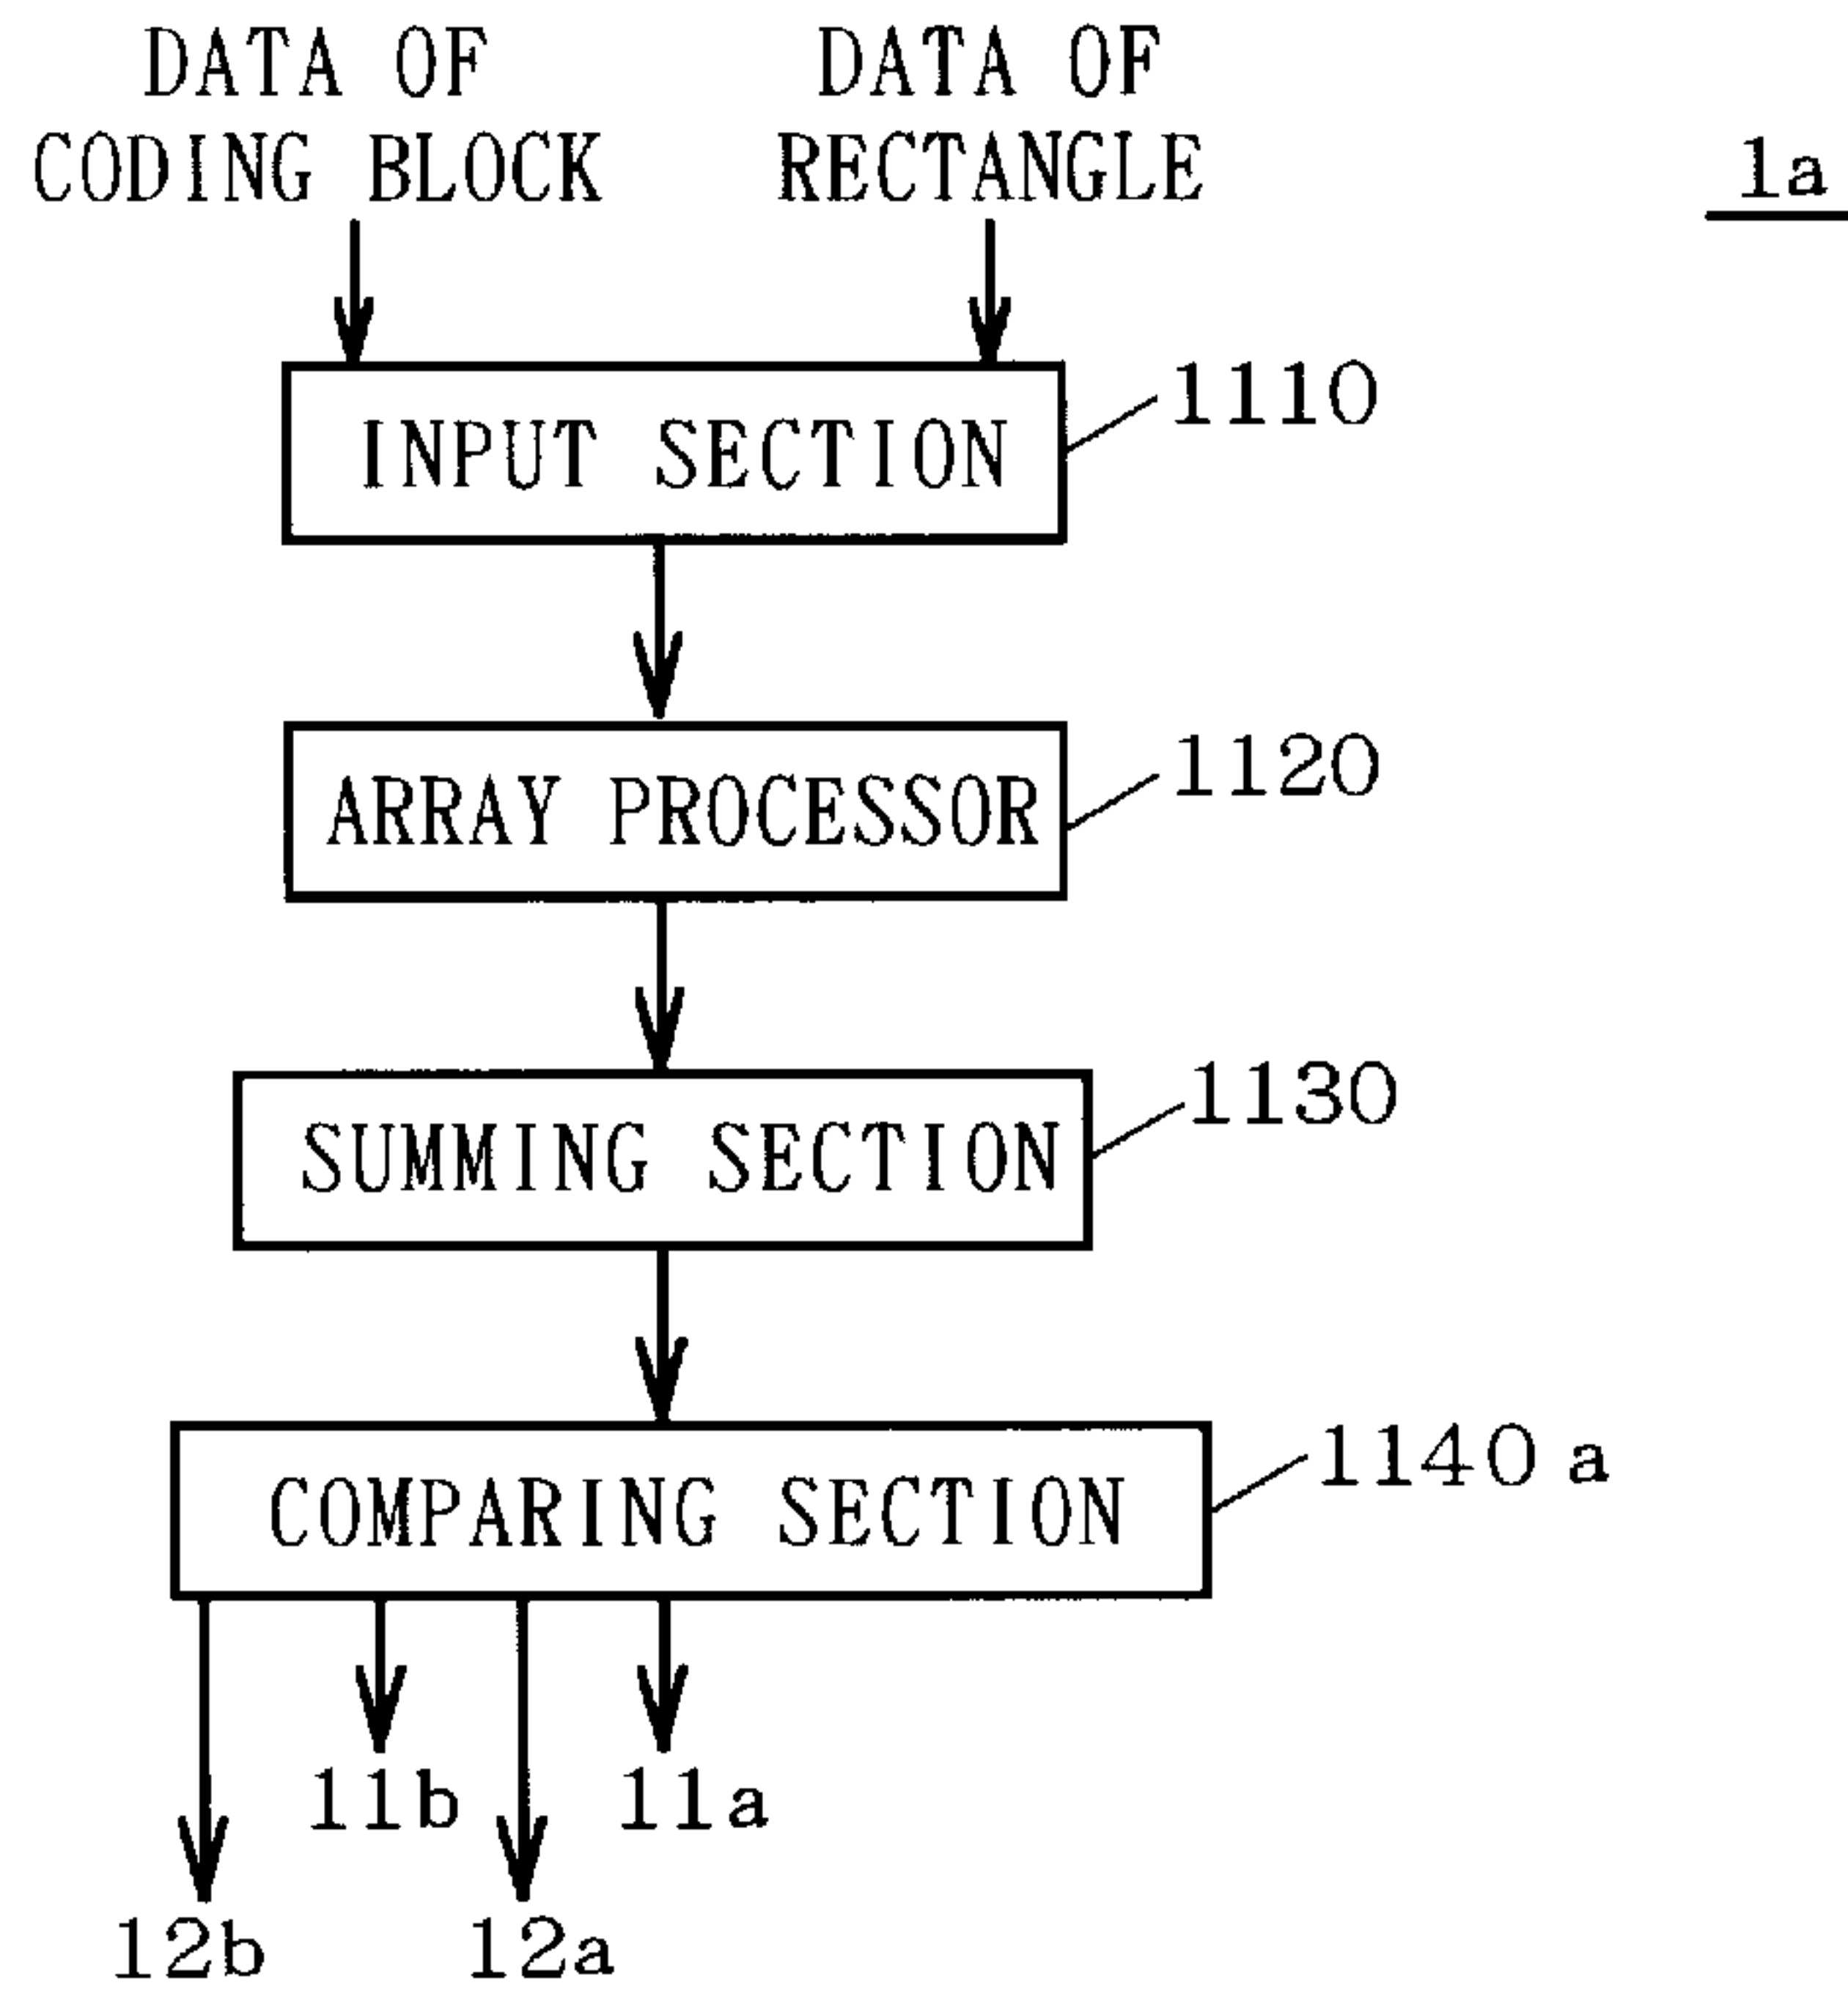 DATA OF
CODING BLOCK
DATA OF
RECTANGLE
1a
INPUT SECTION
1110
ARRAY PROCESSOR
1120
SUMMING SECTION
1130
COMPARING SECTION
1140a
11b
11a
12b
12a